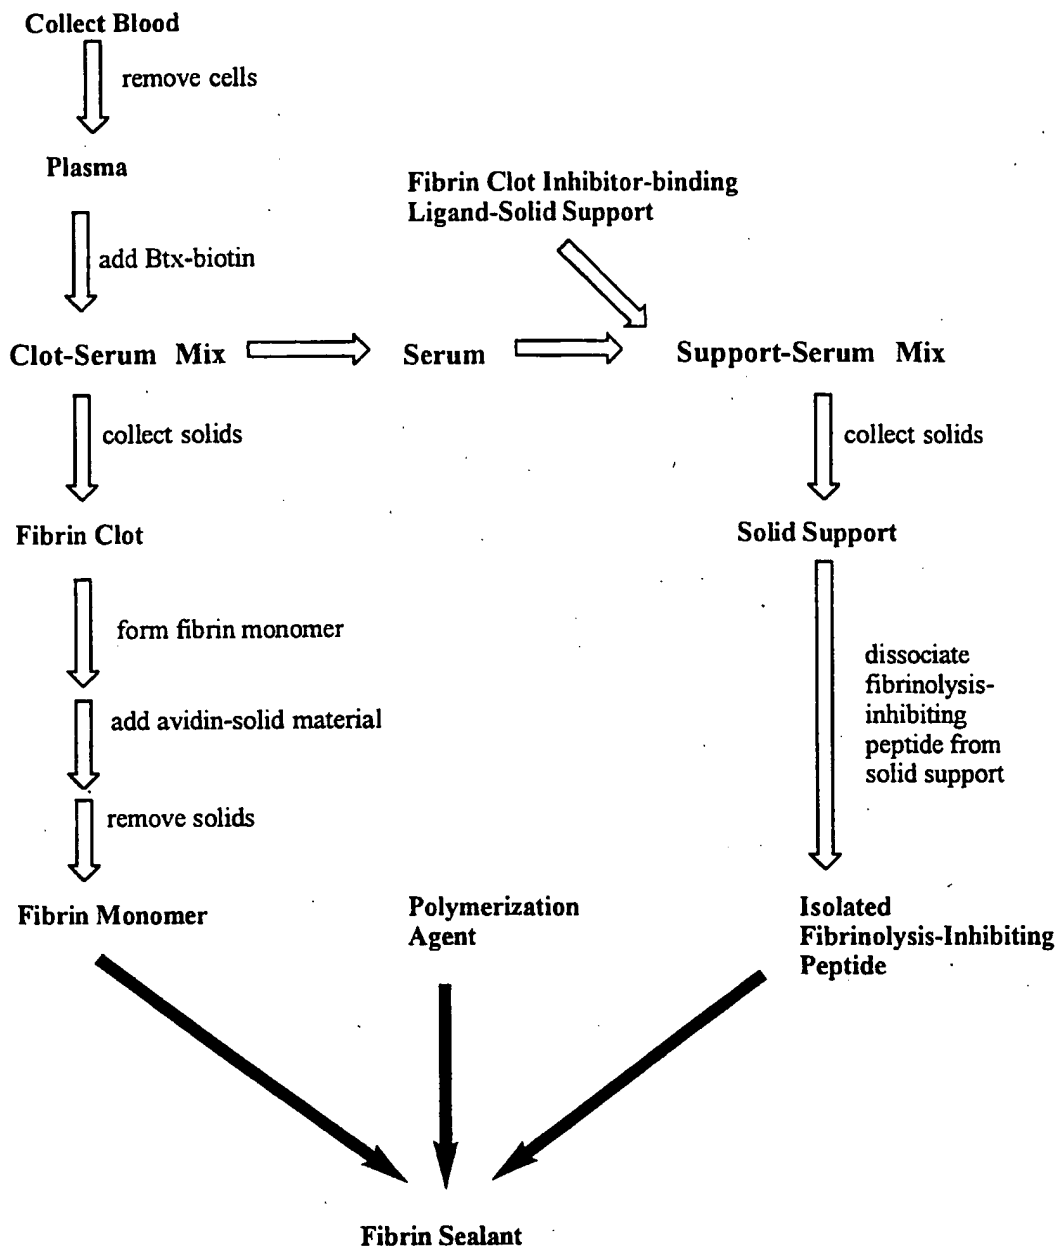 Collect Blood
remove cells
Plasma
Fibrin Clot Inhibitor-binding
Ligand-Solid Support
add Btx-biotin
Clot-Serum Mix
Serum
Support-Serum Mix
collect solids
collect solids
Fibrin Clot
Solid Support
form fibrin monomer
dissociate
fibrinolysis-
inhibiting
peptide from
solid support
add avidin-solid material
remove solids
Fibrin Monomer
Polymerization
Agent
Isolated
Fibrinolysis-Inhibiting
Peptide
Fibrin Sealant